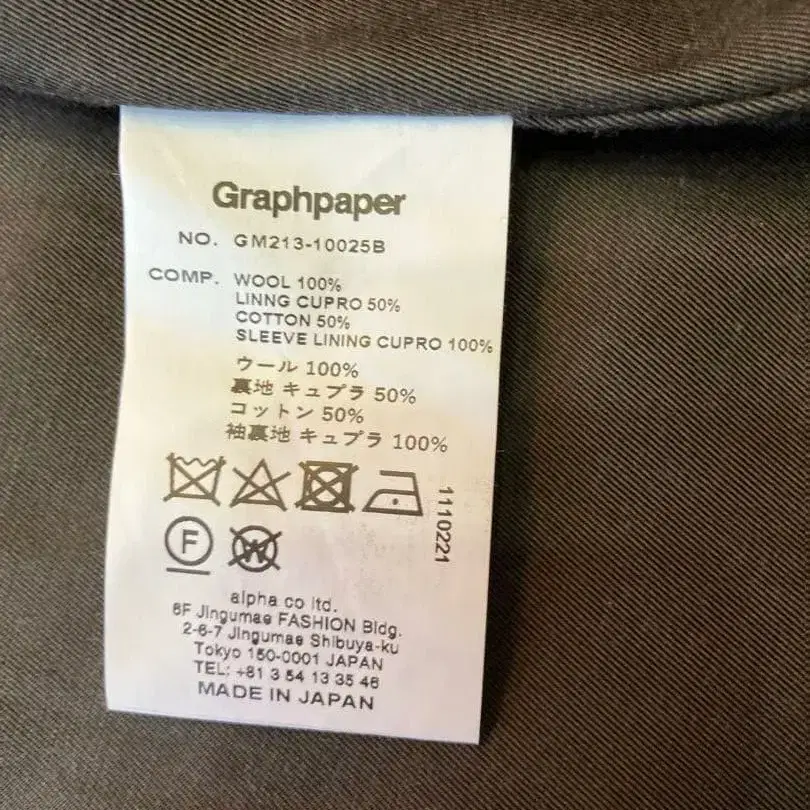 Graphpaper
NO. GM213-10025B
COMP. WOOL 100%
LINNG CUPRO 50%
COTTON 50%
SLEEVE LINING CUPRO 100%
ウール 100%
裏地 キュプラ 50%
コットン 50%
袖裏地 キュプラ 100%
1110221
F W
alpha co ltd.
6F Jingumae FASHION Bldg.
2-6-7 Jingumae Shibuya-ku
Tokyo 150-0001 JAPAN
TEL: +81 3 54 13 35 46
MADE IN JAPAN